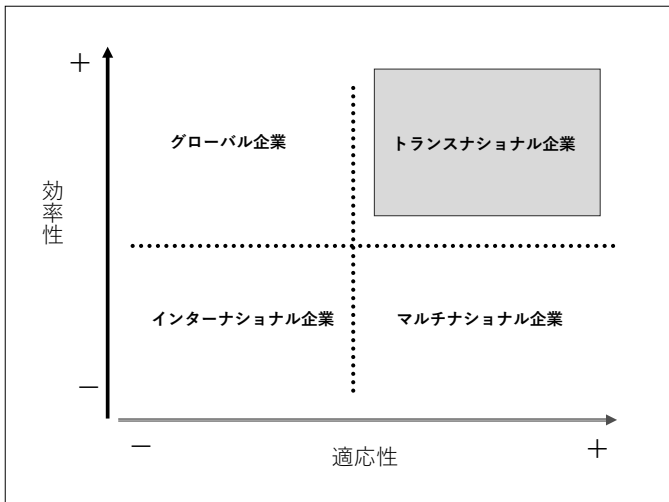 ＋
グローバル企業
トランスナショナル企業
効率性
インターナショナル企業
マルチナショナル企業
－
－
適応性
＋